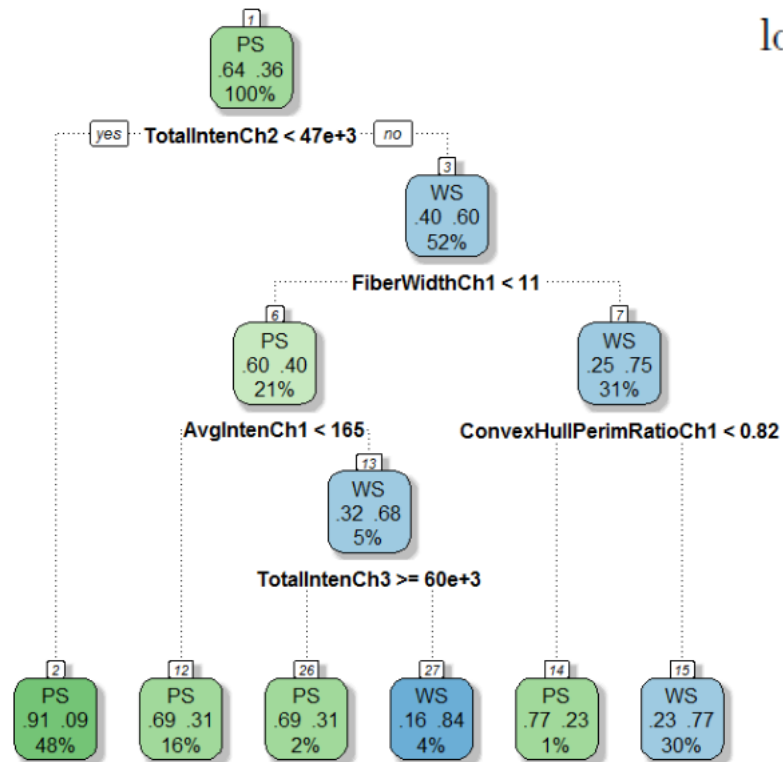 1
lo
PS
.64 .36
100%
yes TotalIntenCh2 < 47e+3 no
3
WS
.40 .60
52%
FiberWidthCh1 < 11
6
PS
.60 .40
21%
7
WS
.25 .75
31%
AvgIntenCh1 < 165
ConvexHullPerimRatioCh1 < 0.82
13
WS
.32 .68
5%
TotalIntenCh3 >= 60e+3
2
PS
.91 .09
48%
12
PS
.69 .31
16%
26
PS
.69 .31
2%
27
WS
.16 .84
4%
14
PS
.77 .23
1%
15
WS
.23 .77
30%